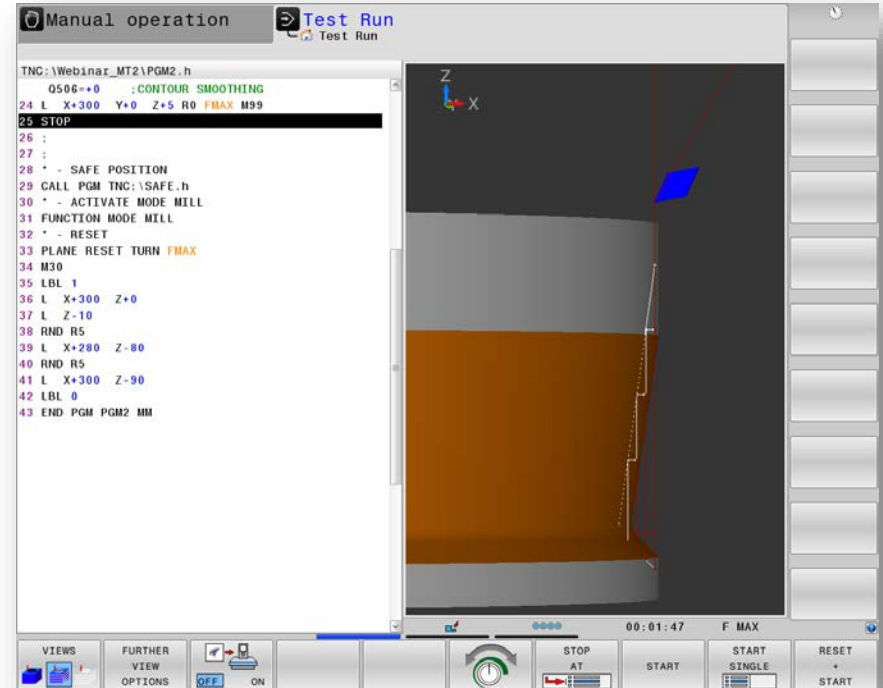 Manual operation
Test Run
Test Run
TNC:\Webinar_MT2\PGM2.h
Q506=+0 ;CONTOUR SMOOTHING
24 L X+300 Y+0 Z+5 R0 FMAX M99
25 STOP
26 ;
27 ;
28 * - SAFE POSITION
29 CALL PGM TNC:\SAFE.h
30 * - ACTIVATE MODE MILL
31 FUNCTION MODE MILL
32 * - RESET
33 PLANE RESET TURN FMAX
34 M30
35 LBL 1
36 L X+300 Z+0
37 L Z-10
38 RND R5
39 L X+280 Z-80
40 RND R5
41 L X+300 Z-90
42 LBL 0
43 END PGM PGM2 MM
Z
X
00:01:47 F MAX
VIEWS
FURTHER
VIEW
OPTIONS
OFF ON
STOP
AT
START
START
SINGLE
RESET
+
START